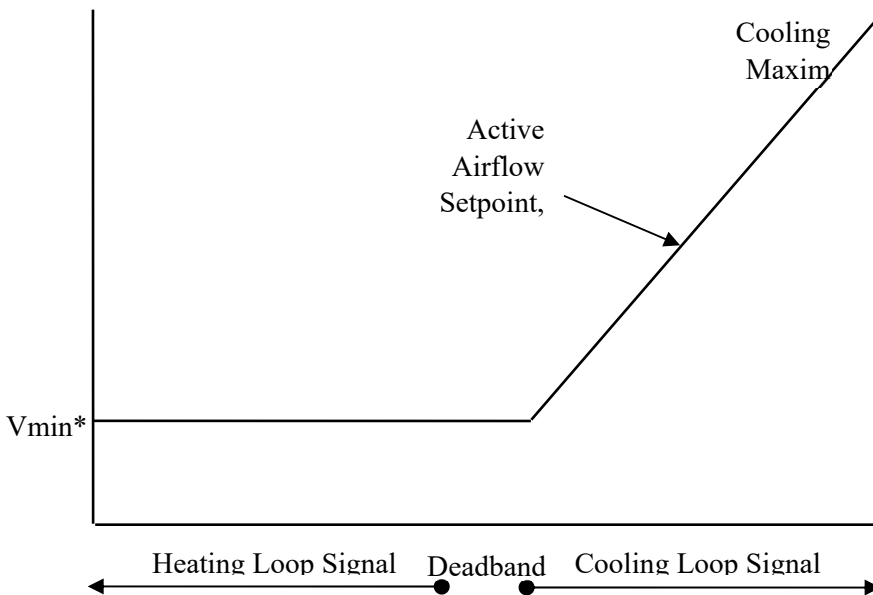 Cooling
Maxim
Active
Airflow
Setpoint,
Vmin*
Heating Loop Signal
Deadband
Cooling Loop Signal